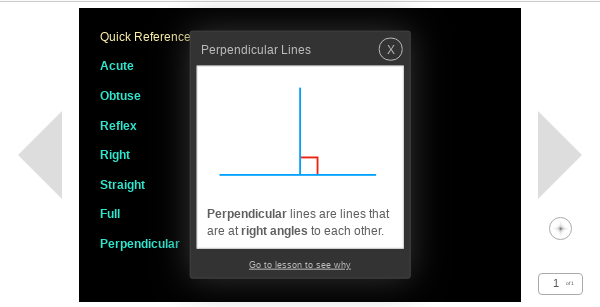 Quick Reference
Acute
Obtuse
Reflex
Right
Straight
Full
Perpendicular
Perpendicular Lines
X
Perpendicular lines are lines that
are at right angles to each other.
Go to lesson to see why
1 of 1